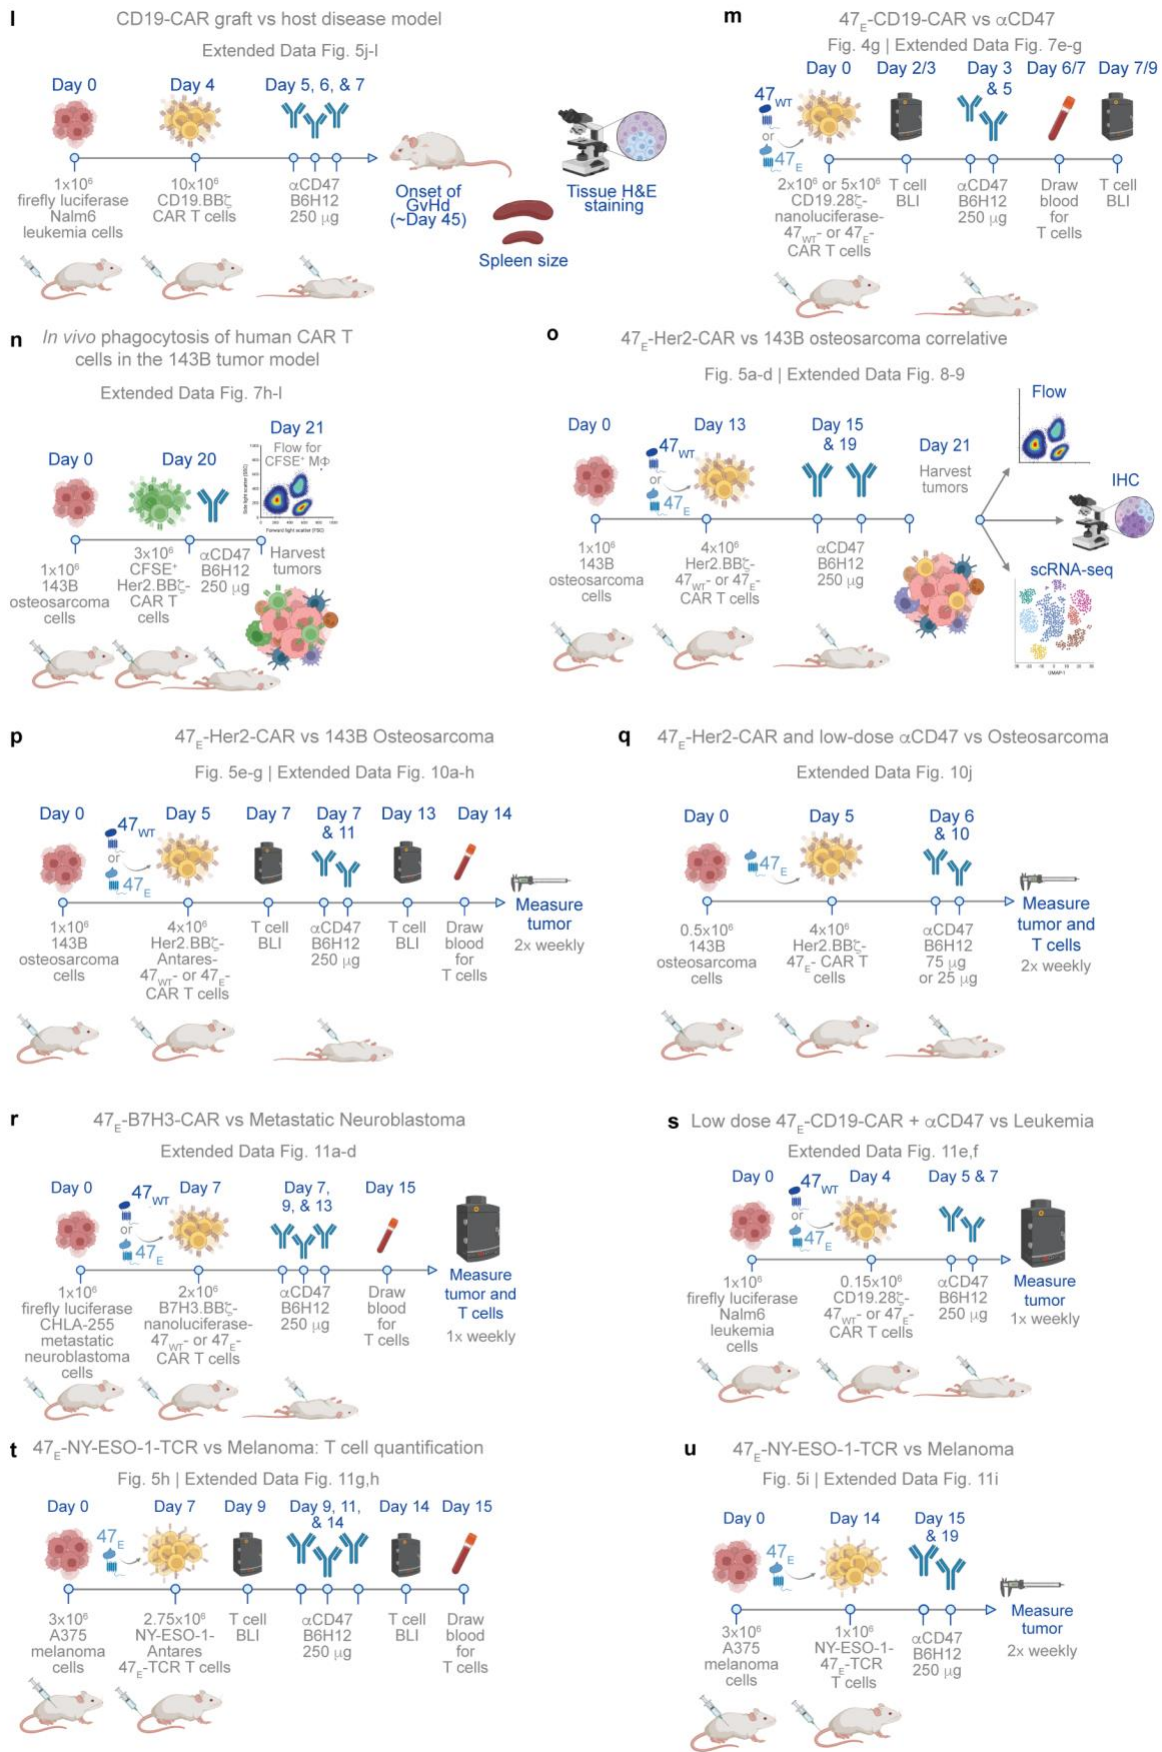 l
CD19-CAR graft vs host disease model
Extended Data Fig. 5j-l
Day 0
Day 4
Day 5, 6, & 7
1x10⁶
firefly luciferase
Nalm6
leukemia cells
10x10⁶
CD19.BBζ
CAR T cells
αCD47
B6H12
250 μg
Onset of
GvHd
(~Day 45)
Spleen size
Tissue H&E
staining
m
47E-CD19-CAR vs αCD47
Fig. 4g | Extended Data Fig. 7e-g
Day 0
Day 2/3
Day 3
& 5
Day 6/7
Day 7/9
47WT
or
47E
2x10⁶ or 5x10⁶
CD19.28ζ-
nanoluciferase-
47WT- or 47E-
CAR T cells
T cell
BLI
αCD47
B6H12
250 μg
Draw
blood
for
T cells
T cell
BLI
n
In vivo phagocytosis of human CAR T
cells in the 143B tumor model
Extended Data Fig. 7h-l
Day 0
Day 20
Day 21
Flow for
CFSE⁺ MΦ
Forward light scatter (FSC)
1x10⁶
143B
osteosarcoma
cells
3x10⁶
CFSE⁺
Her2.BBζ-
CAR T
cells
αCD47
B6H12
250 μg
Harvest
tumors
o
47E-Her2-CAR vs 143B osteosarcoma correlative
Fig. 5a-d | Extended Data Fig. 8-9
Day 0
47WT
or
47E
Day 13
Day 15
& 19
Day 21
Harvest
tumors
1x10⁶
143B
osteosarcoma
cells
4x10⁶
Her2.BBζ-
47WT- or 47E-
CAR T cells
αCD47
B6H12
250 μg
Flow
IHC
scRNA-seq
UMAP-1
p
47E-Her2-CAR vs 143B Osteosarcoma
Fig. 5e-g | Extended Data Fig. 10a-h
Day 0
47WT
or
47E
Day 5
Day 7
Day 7
& 11
Day 13
Day 14
1x10⁶
143B
osteosarcoma
cells
4x10⁶
Her2.BBζ-
Antares-
47WT- or 47E-
CAR T cells
T cell
BLI
αCD47
B6H12
250 μg
T cell
BLI
Draw
blood
for
T cells
Measure
tumor
2x weekly
q
47E-Her2-CAR and low-dose αCD47 vs Osteosarcoma
Extended Data Fig. 10j
Day 0
47E
Day 5
Day 6
& 10
0.5x10⁶
143B
osteosarcoma
cells
4x10⁶
Her2.BBζ-
47E- CAR T
cells
αCD47
B6H12
75 μg
or 25 μg
Measure
tumor and
T cells
2x weekly
r
47E-B7H3-CAR vs Metastatic Neuroblastoma
Extended Data Fig. 11a-d
Day 0
47WT
or
47E
Day 7
Day 7,
9, & 13
Day 15
1x10⁶
firefly luciferase
CHLA-255
metastatic
neuroblastoma
cells
2x10⁶
B7H3.BBζ-
nanoluciferase-
47WT- or 47E-
CAR T cells
αCD47
B6H12
250 μg
Draw
blood
for
T cells
Measure
tumor and
T cells
1x weekly
s
Low dose 47E-CD19-CAR + αCD47 vs Leukemia
Extended Data Fig. 11e,f
Day 0
47WT
or
47E
Day 4
Day 5 & 7
1x10⁶
firefly luciferase
Nalm6
leukemia
cells
0.15x10⁶
CD19.28ζ-
47WT- or 47E-
CAR T cells
αCD47
B6H12
250 μg
Measure
tumor
1x weekly
t
47E-NY-ESO-1-TCR vs Melanoma: T cell quantification
Fig. 5h | Extended Data Fig. 11g,h
Day 0
47E
Day 7
Day 9
Day 9, 11,
& 14
Day 14
Day 15
3x10⁶
A375
melanoma
cells
2.75x10⁶
NY-ESO-1-
Antares
47E-TCR T cells
T cell
BLI
αCD47
B6H12
250 μg
T cell
BLI
Draw
blood
for
T cells
u
47E-NY-ESO-1-TCR vs Melanoma
Fig. 5i | Extended Data Fig. 11i
Day 0
47E
Day 14
Day 15
& 19
3x10⁶
A375
melanoma
cells
1x10⁶
NY-ESO-1-
47E-TCR
T cells
αCD47
B6H12
250 μg
Measure
tumor
2x weekly